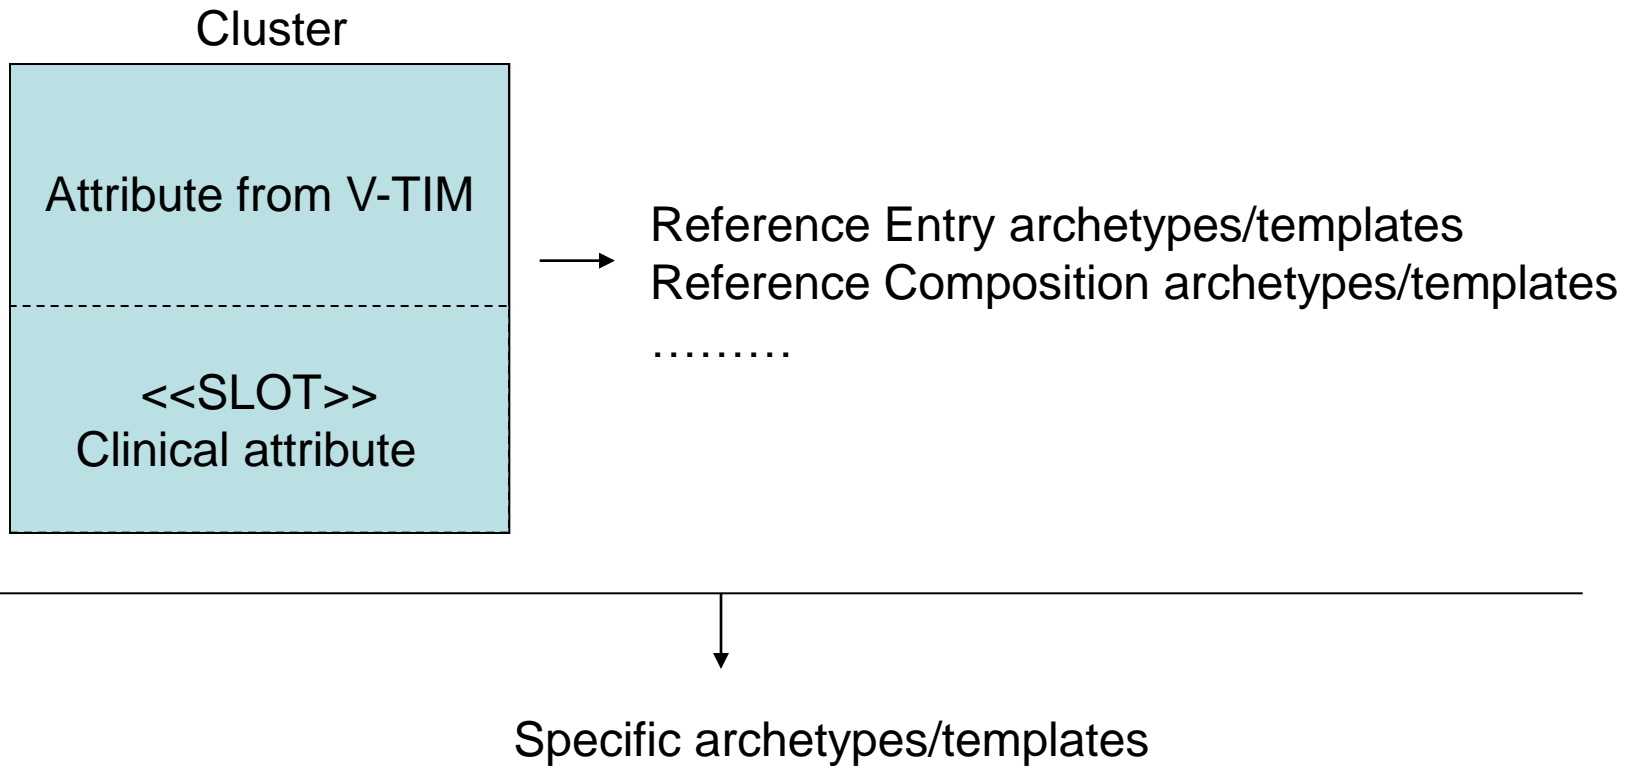 Cluster
Attribute from V-TIM
<<SLOT>>
Clinical attribute
Reference Entry archetypes/templates
Reference Composition archetypes/templates
………
Specific archetypes/templates